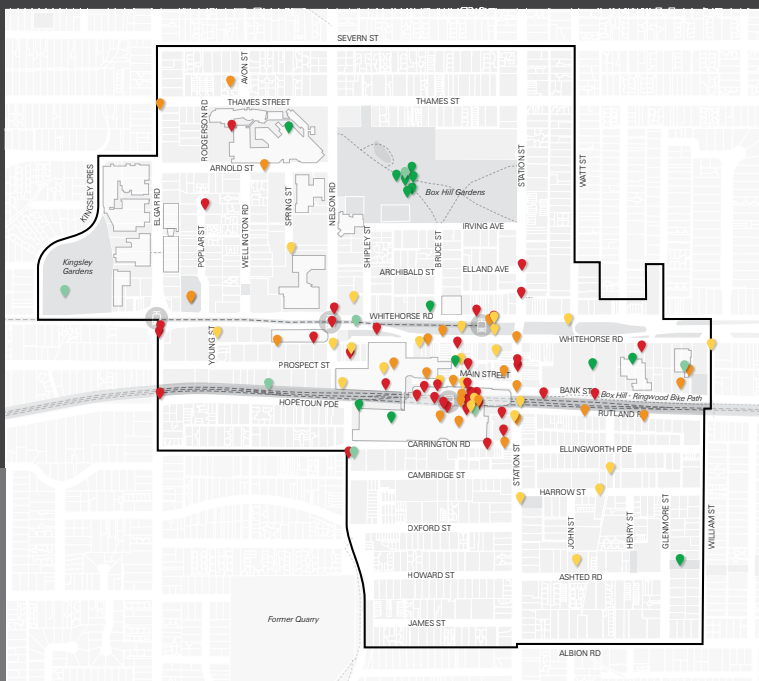 SEVERN ST
AVON ST
THAMES STREET
THAMES ST
RODGERSON RD
STATION ST
WATT ST
ARNOLD ST
KINGSLEY CRES
ELGAR RD
Box Hill Gardens
SPRING ST
NELSON RD
POPLAR ST
WELLINGTON RD
SHIPLEY ST
BRUCE ST
IRVING AVE
Kingsley
Gardens
ARCHIBALD ST
ELLAND AVE
WHITEHORSE RD
YOUNG ST
WHITEHORSE RD
PROSPECT ST
MAIN STREET
BANK ST
Box Hill - Ringwood Bike Path
HOPETOUN PDE
RUTLAND R
CARRINGTON RD
STATION ST
ELLINGWORTH PDE
CAMBRIDGE ST
HARROW ST
JOHN ST
HENRY ST
GLENMORE ST
WILLIAM ST
OXFORD ST
HOWARD ST
ASHTED RD
Former Quarry
JAMES ST
ALBION RD